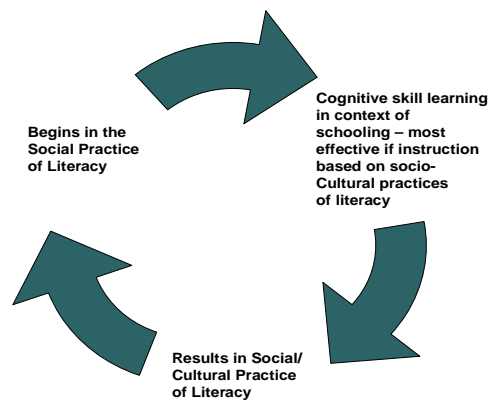 Begins in the
Social Practice
of Literacy
Cognitive skill learning
in context of
schooling – most
effective if instruction
based on socio-
Cultural practices
of literacy
Results in Social/
Cultural Practice
of Literacy